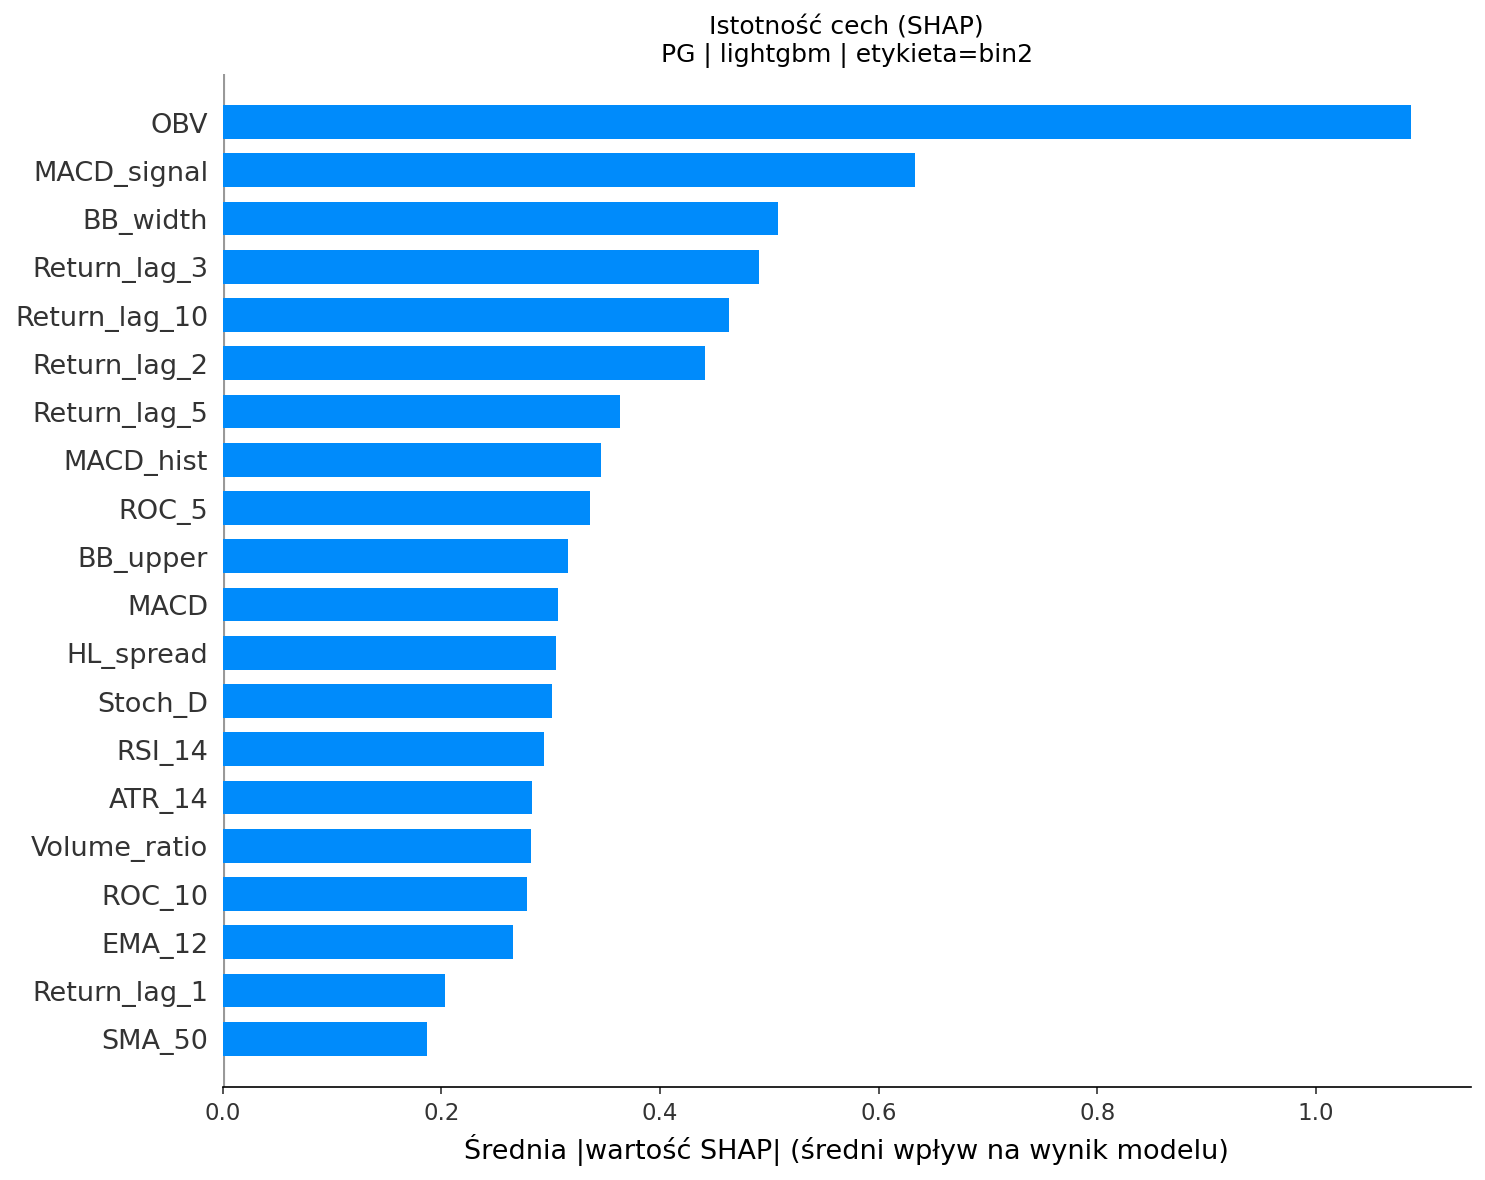 Istotność cech (SHAP)
PG | lightgbm | etykieta=bin2
OBV
MACD_signal
BB_width
Return_lag_3
Return_lag_10
Return_lag_2
Return_lag_5
MACD_hist
ROC_5
BB_upper
MACD
HL_spread
Stoch_D
RSI_14
ATR_14
Volume_ratio
ROC_10
EMA_12
Return_lag_1
SMA_50
0.0 0.2 0.4 0.6 0.8 1.0
Średnia |wartość SHAP| (średni wpływ na wynik modelu)